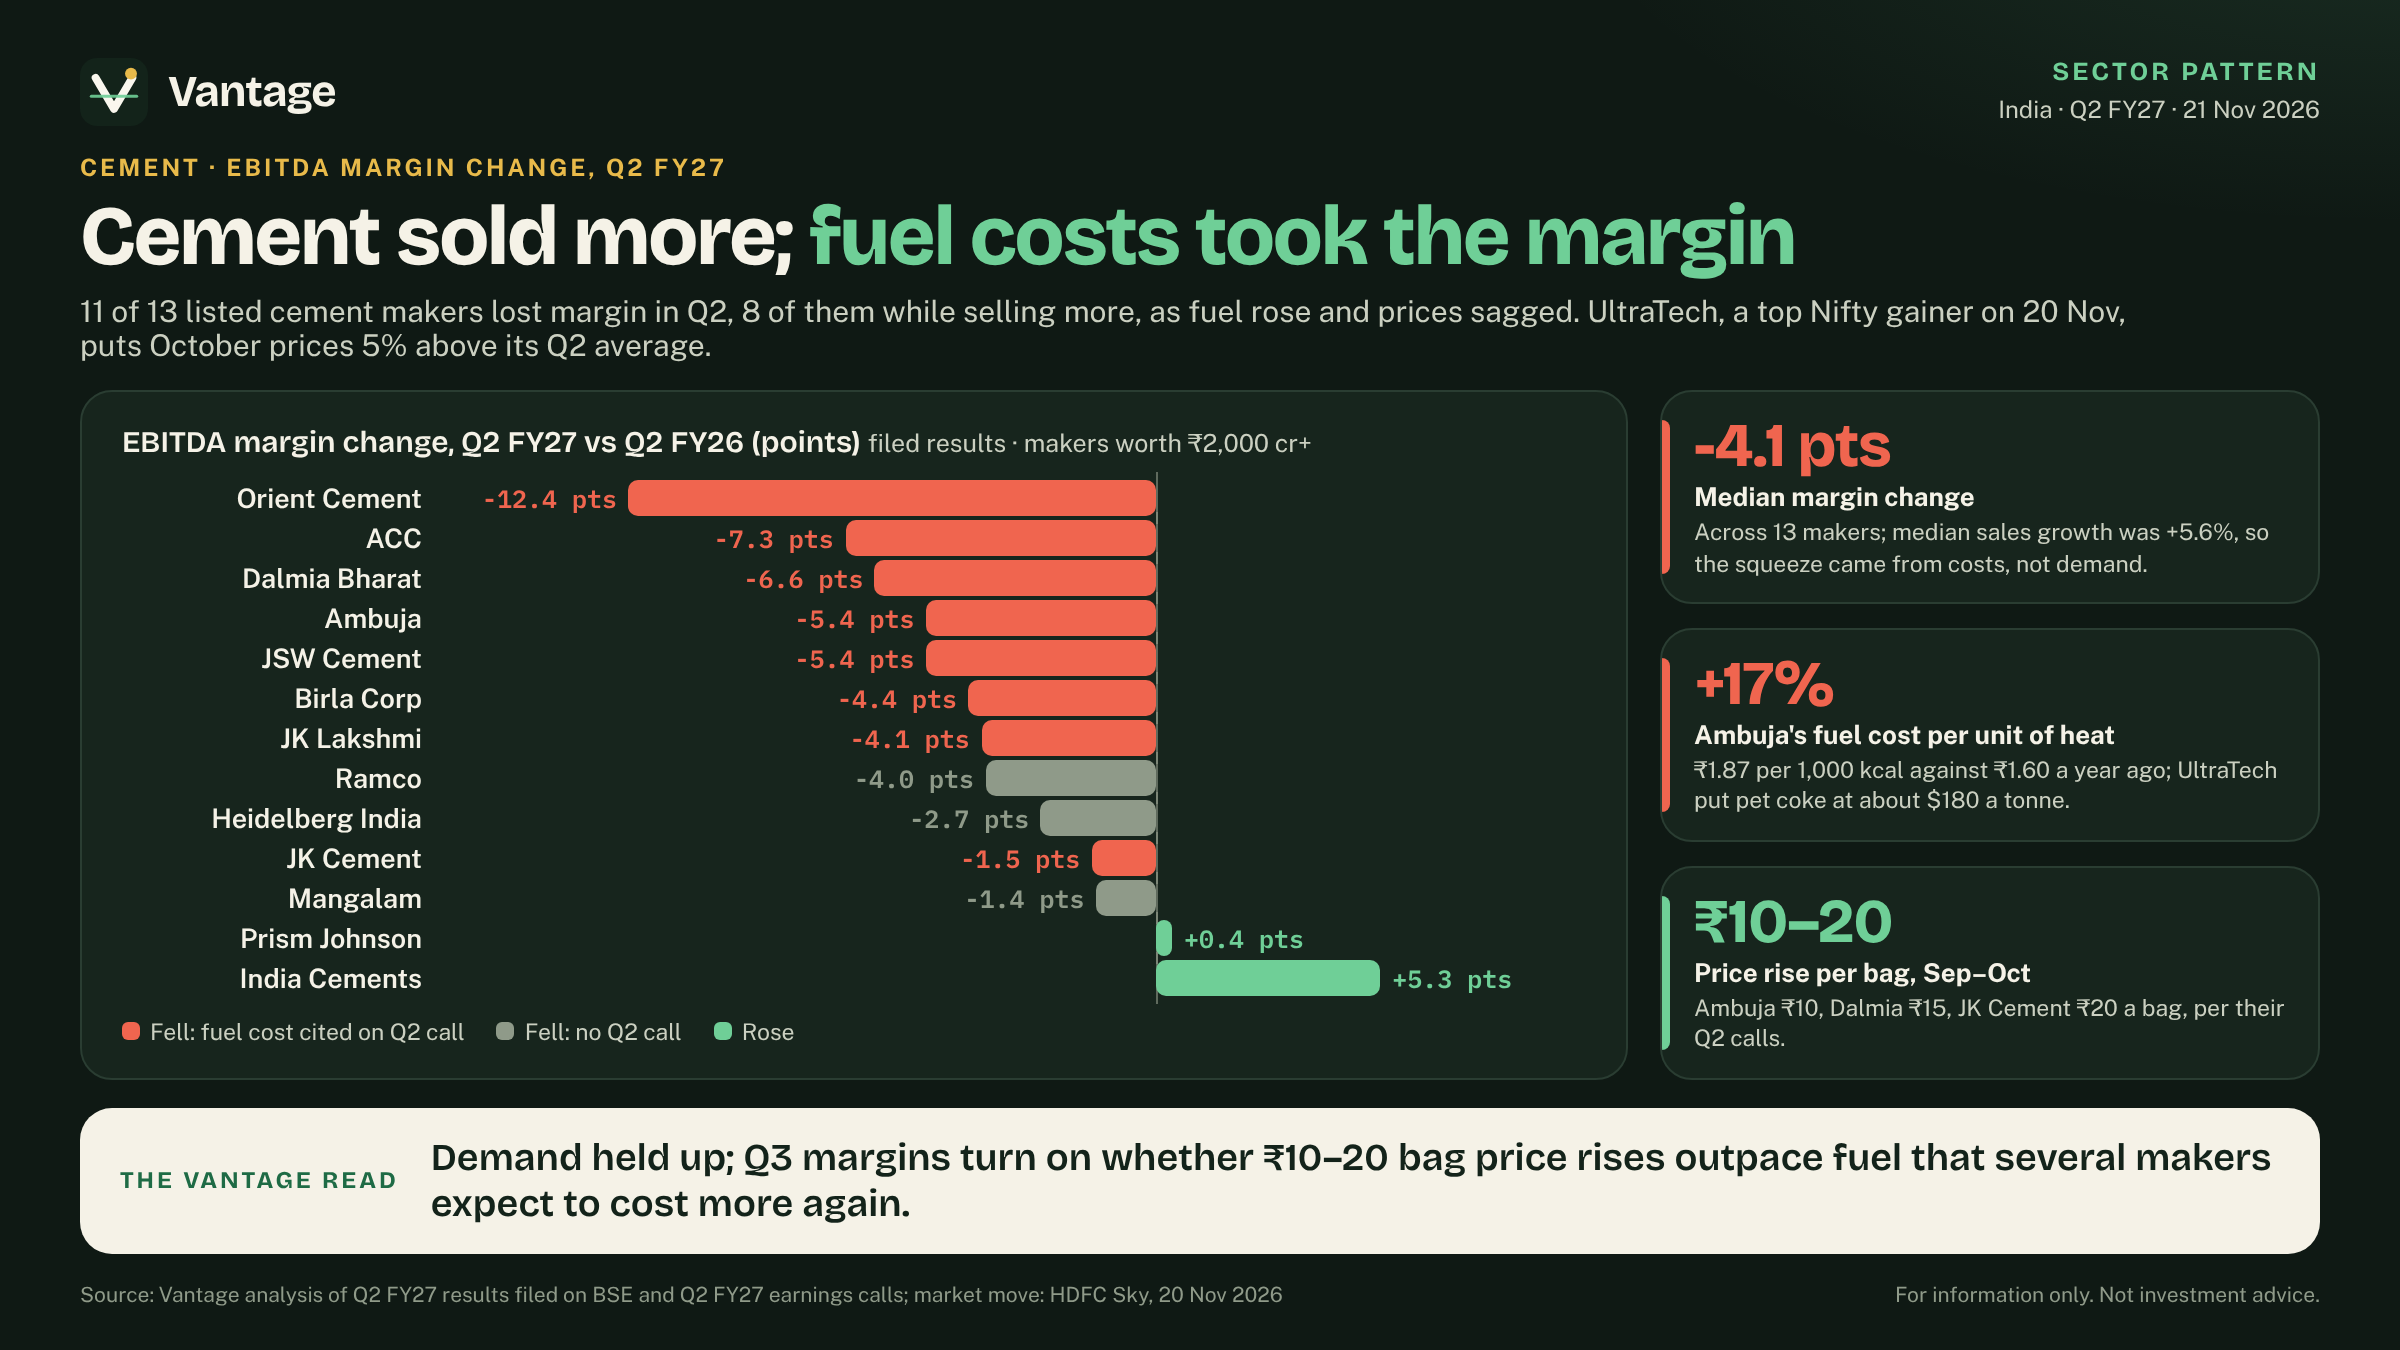 Vantage
SECTOR PATTERN
India · Q2 FY27 · 21 Nov 2026
CEMENT · EBITDA MARGIN CHANGE, Q2 FY27
Cement sold more; fuel costs took the margin
11 of 13 listed cement makers lost margin in Q2, 8 of them while selling more, as fuel rose and prices sagged. UltraTech, a top Nifty gainer on 20 Nov,
puts October prices 5% above its Q2 average.
EBITDA margin change, Q2 FY27 vs Q2 FY26 (points) filed results · makers worth ₹2,000 cr+
Orient Cement -12.4 pts
ACC -7.3 pts
Dalmia Bharat -6.6 pts
Ambuja -5.4 pts
JSW Cement -5.4 pts
Birla Corp -4.4 pts
JK Lakshmi -4.1 pts
Ramco -4.0 pts
Heidelberg India -2.7 pts
JK Cement -1.5 pts
Mangalam -1.4 pts
Prism Johnson +0.4 pts
India Cements +5.3 pts
Fell: fuel cost cited on Q2 call Fell: no Q2 call Rose
-4.1 pts
Median margin change
Across 13 makers; median sales growth was +5.6%, so
the squeeze came from costs, not demand.
+17%
Ambuja's fuel cost per unit of heat
₹1.87 per 1,000 kcal against ₹1.60 a year ago; UltraTech
put pet coke at about $180 a tonne.
₹10–20
Price rise per bag, Sep–Oct
Ambuja ₹10, Dalmia ₹15, JK Cement ₹20 a bag, per their
Q2 calls.
THE VANTAGE READ
Demand held up; Q3 margins turn on whether ₹10–20 bag price rises outpace fuel that several makers
expect to cost more again.
Source: Vantage analysis of Q2 FY27 results filed on BSE and Q2 FY27 earnings calls; market move: HDFC Sky, 20 Nov 2026
For information only. Not investment advice.